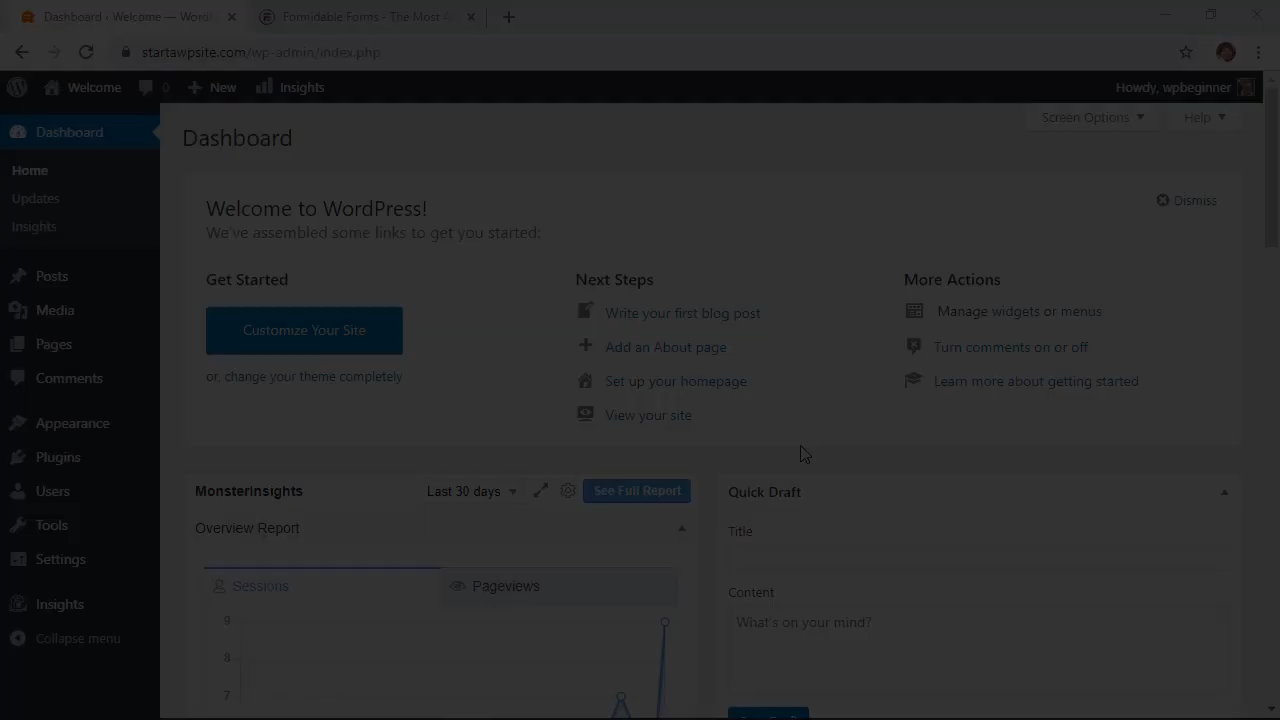 Dashboard ‹ Welcome — Word
Formidable Forms - The Most A
startawpsite.com/wp-admin/index.php
Welcome 0 New Insights Howdy, wpbeginner
Screen Options Help
Dashboard
Home
Updates
Insights
Posts
Media
Pages
Comments
Appearance
Plugins
Users
Tools
Settings
Insights
Collapse menu
Dashboard
Welcome to WordPress!
We've assembled some links to get you started:
Dismiss
Get Started
Customize Your Site
or, change your theme completely
Next Steps
Write your first blog post
Add an About page
Set up your homepage
View your site
More Actions
Manage widgets or menus
Turn comments on or off
Learn more about getting started
MonsterInsights Last 30 days See Full Report
Overview Report
Sessions Pageviews
9
8
7
Quick Draft
Title
Content
What's on your mind?